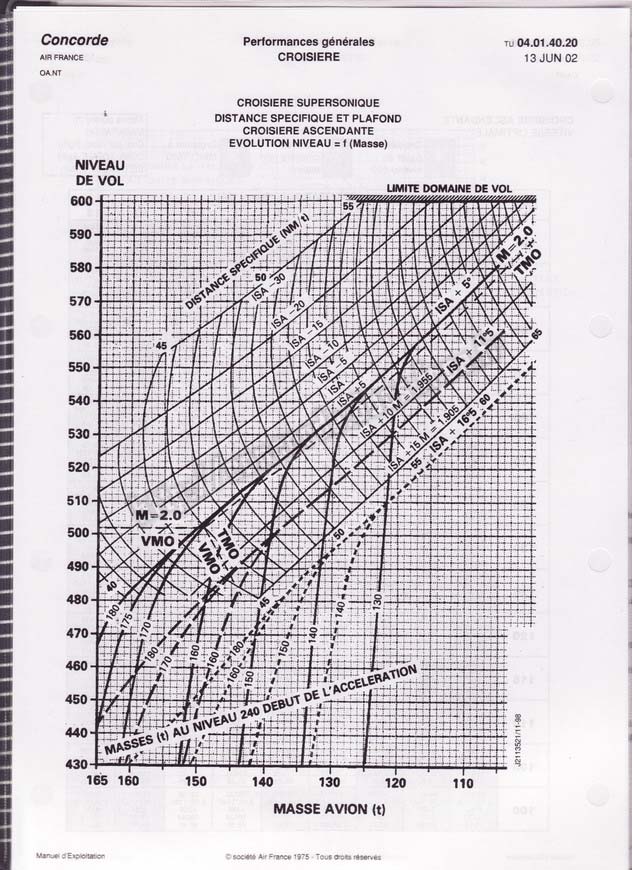 Concorde
AIR FRANCE
OA.NT
Performances générales
CROISIERE
TU 04.01.40.20
13 JUN 02
CROISIERE SUPERSONIQUE
DISTANCE SPECIFIQUE ET PLAFOND
CROISIERE ASCENDANTE
EVOLUTION NIVEAU = f (Masse)
NIVEAU
DE VOL
LIMITE DOMAINE DE VOL
600
590
580
570
560
550
540
530
520
510
500
490
480
470
460
450
440
430
DISTANCE SPECIFIQUE (NM/t)
45
50
55
ISA -30
ISA -20
ISA -15
ISA -10
ISA -5
ISA
ISA +5
ISA + 5°
M = 2.0
TMO
ISA + 11°5
ISA +10 M = 1.955
ISA +15 M = 1.905
ISA + 16°5
65
60
55
50
45
40
M = 2.0
VMO
TMO
VMO
180
175
170
160
150
140
130
180
170
160
180
160
150
140
MASSES (t) AU NIVEAU 240 DEBUT DE L'ACCELERATION
165 160 150 140 130 120 110
MASSE AVION (t)
J2113521/11-98
Manuel d'Exploitation
© société Air France 1975 - Tous droits réservés